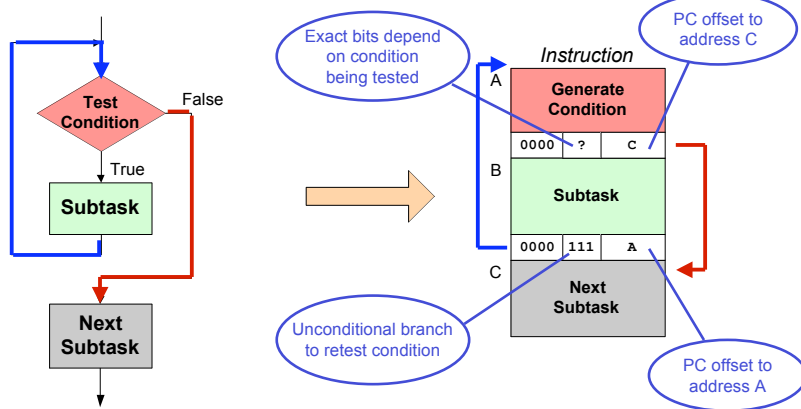 Test
Condition
False
True
Subtask
Next
Subtask
Exact bits depend
on condition
being tested
Instruction
PC offset to
address C
A
Generate
Condition
0000 ? C
B
Subtask
0000 111 A
C
Next
Subtask
Unconditional branch
to retest condition
PC offset to
address A